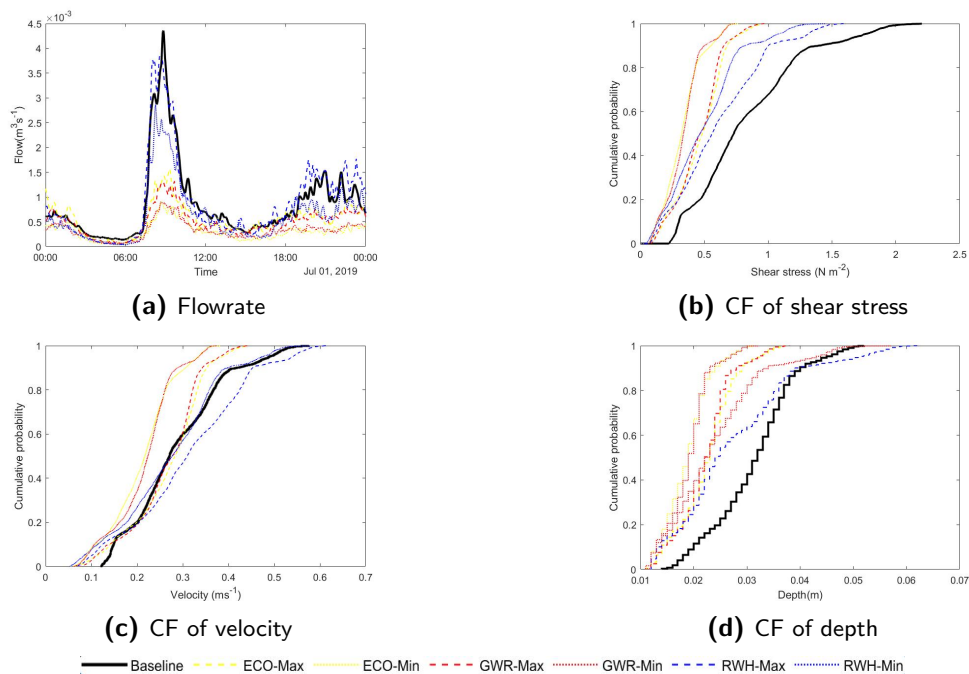 ×10⁻³
4.5
4
3.5
3
2.5
2
1.5
1
0.5
0
Flow(m³s⁻¹)
00:00 06:00 12:00 18:00 00:00
Time
Jul 01, 2019
(a) Flowrate
1
0.8
0.6
0.4
0.2
0
Cumulative probability
0 0.5 1 1.5 2 2.5
Shear stress (N m⁻²)
(b) CF of shear stress
1
0.8
0.6
0.4
0.2
0
Cumulative probability
0 0.1 0.2 0.3 0.4 0.5 0.6 0.7
Velocity (ms⁻¹)
(c) CF of velocity
1
0.8
0.6
0.4
0.2
0
Cumulative probability
0.01 0.02 0.03 0.04 0.05 0.06 0.07
Depth(m)
(d) CF of depth
Baseline ECO-Max ECO-Min GWR-Max GWR-Min RWH-Max RWH-Min